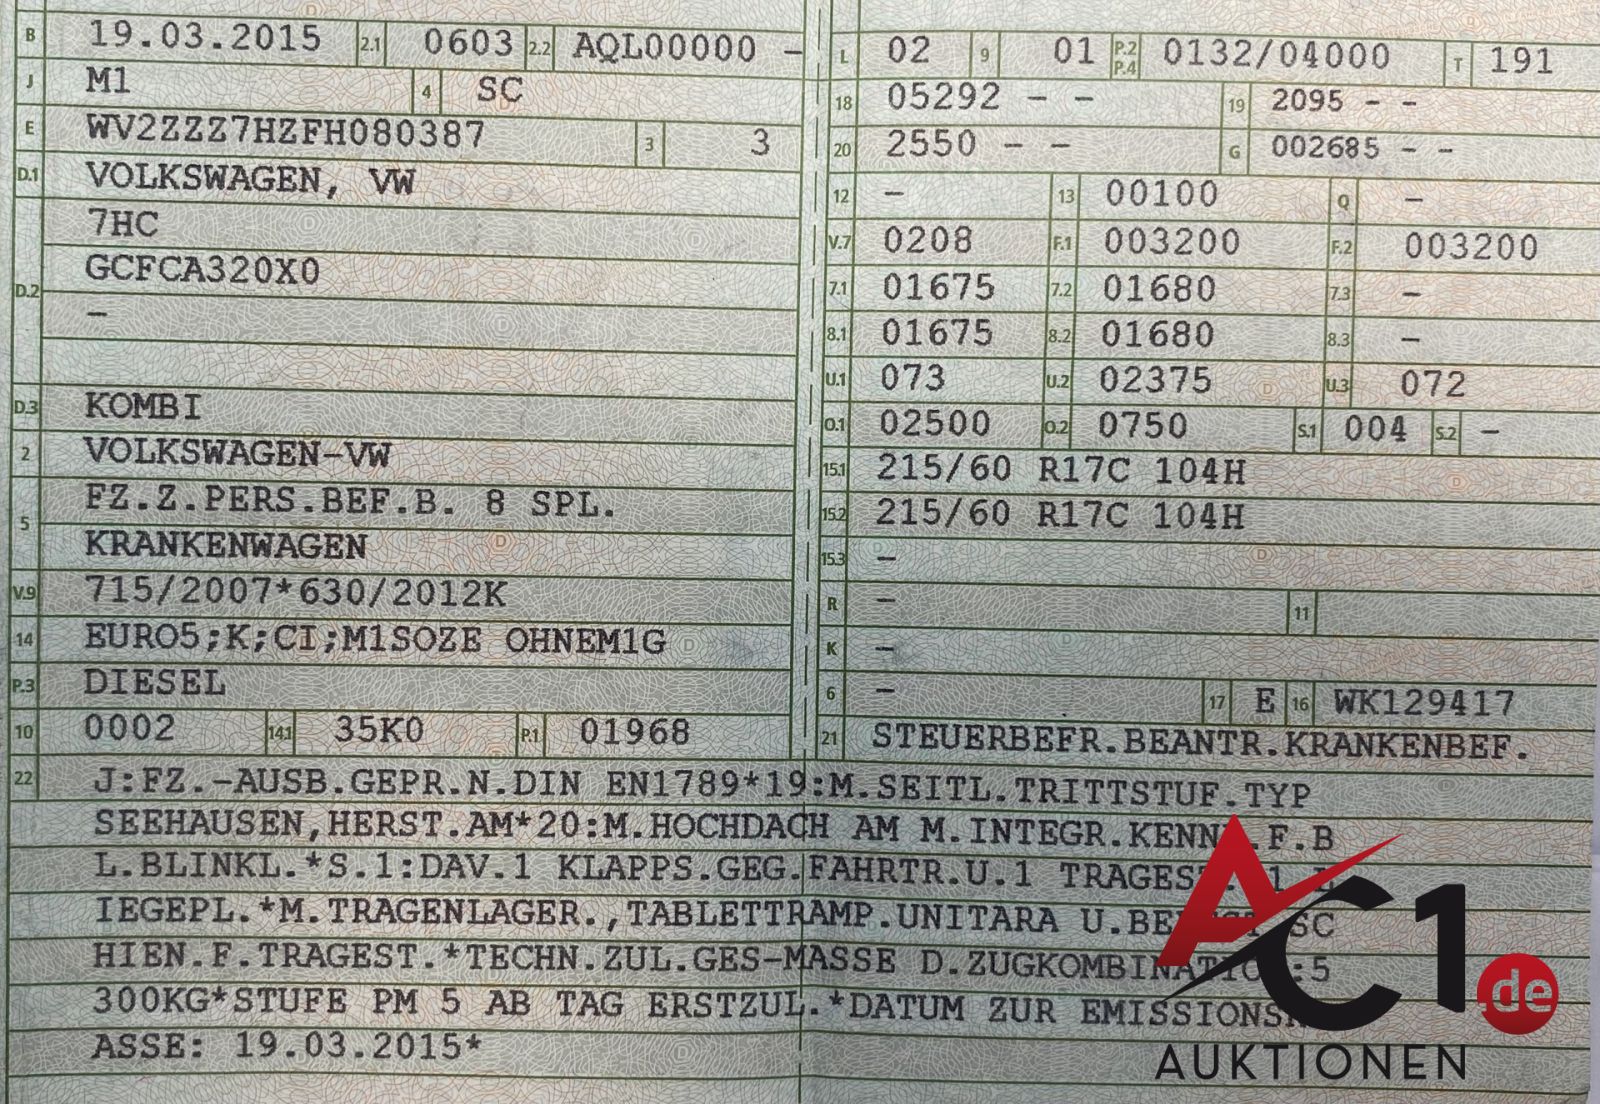 B 19.03.2015 2.1 0603 2.2 AQL00000 -
J M1 4 SC
E WV2ZZZ7HZFH080387 3 3
D.1 VOLKSWAGEN, VW
7HC
D.2 GCFCA320X0
-
D.3 KOMBI
2 VOLKSWAGEN-VW
5 FZ.Z.PERS.BEF.B. 8 SPL.
KRANKENWAGEN
V.9 715/2007*630/2012K
14 EURO5;K;CI;M1SOZE OHNEM1G
P.3 DIESEL
10 0002 14.1 35K0 P.1 01968
L 02 9 01 P.2 P.4 0132/04000 T 191
18 05292 - - 19 2095 - -
20 2550 - - G 002685 - -
12 - 13 00100 Q -
V.7 0208 F.1 003200 F.2 003200
7.1 01675 7.2 01680 7.3 -
8.1 01675 8.2 01680 8.3 -
U.1 073 U.2 02375 U.3 072
O.1 02500 O.2 0750 S.1 004 S.2 -
15.1 215/60 R17C 104H
15.2 215/60 R17C 104H
15.3 -
R - 11
K -
6 - 17 E 16 WK129417
21 STEUERBEFR.BEANTR.KRANKENBEF.
22 J:FZ.-AUSB.GEPR.N.DIN EN1789*19:M.SEITL.TRITTSTUF.TYP
SEEHAUSEN,HERST.AM*20:M.HOCHDACH AM M.INTEGR.KENN .F.B
L.BLINKL.*S.1:DAV.1 KLAPPS.GEG.FAHRTR.U.1 TRAGEST. 1 L
IEGEPL.*M.TRAGENLAGER.,TABLETTRAMP.UNITARA U. SC
HIEN.F.TRAGEST.*TECHN.ZUL.GES-MASSE D.ZUGKOMBINATION:5
300KG*STUFE PM 5 AB TAG ERSTZUL.*DATUM ZUR EMISSIONSK
ASSE: 19.03.2015*
AC1.de
AUKTIONEN